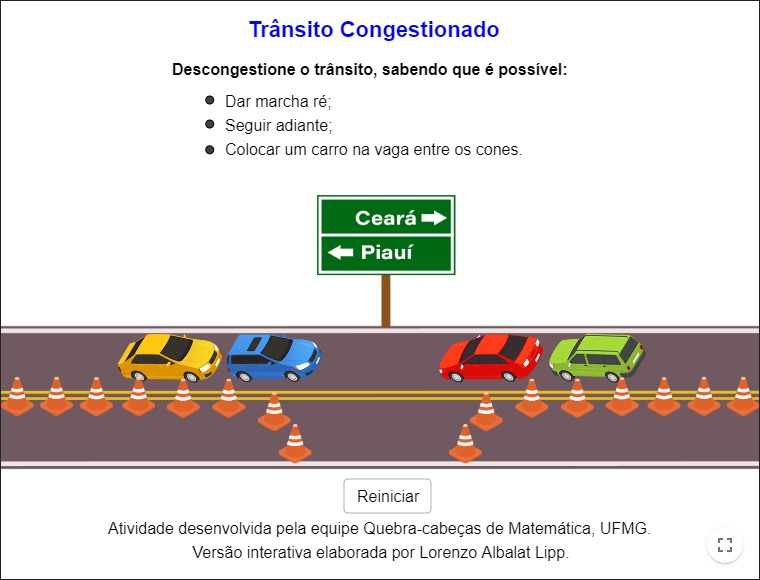 Trânsito Congestionado
Descongestione o trânsito, sabendo que é possível:
Dar marcha ré;
Seguir adiante;
Colocar um carro na vaga entre os cones.
Ceará
Piauí
Reiniciar
Atividade desenvolvida pela equipe Quebra-cabeças de Matemática, UFMG.
Versão interativa elaborada por Lorenzo Albalat Lipp.